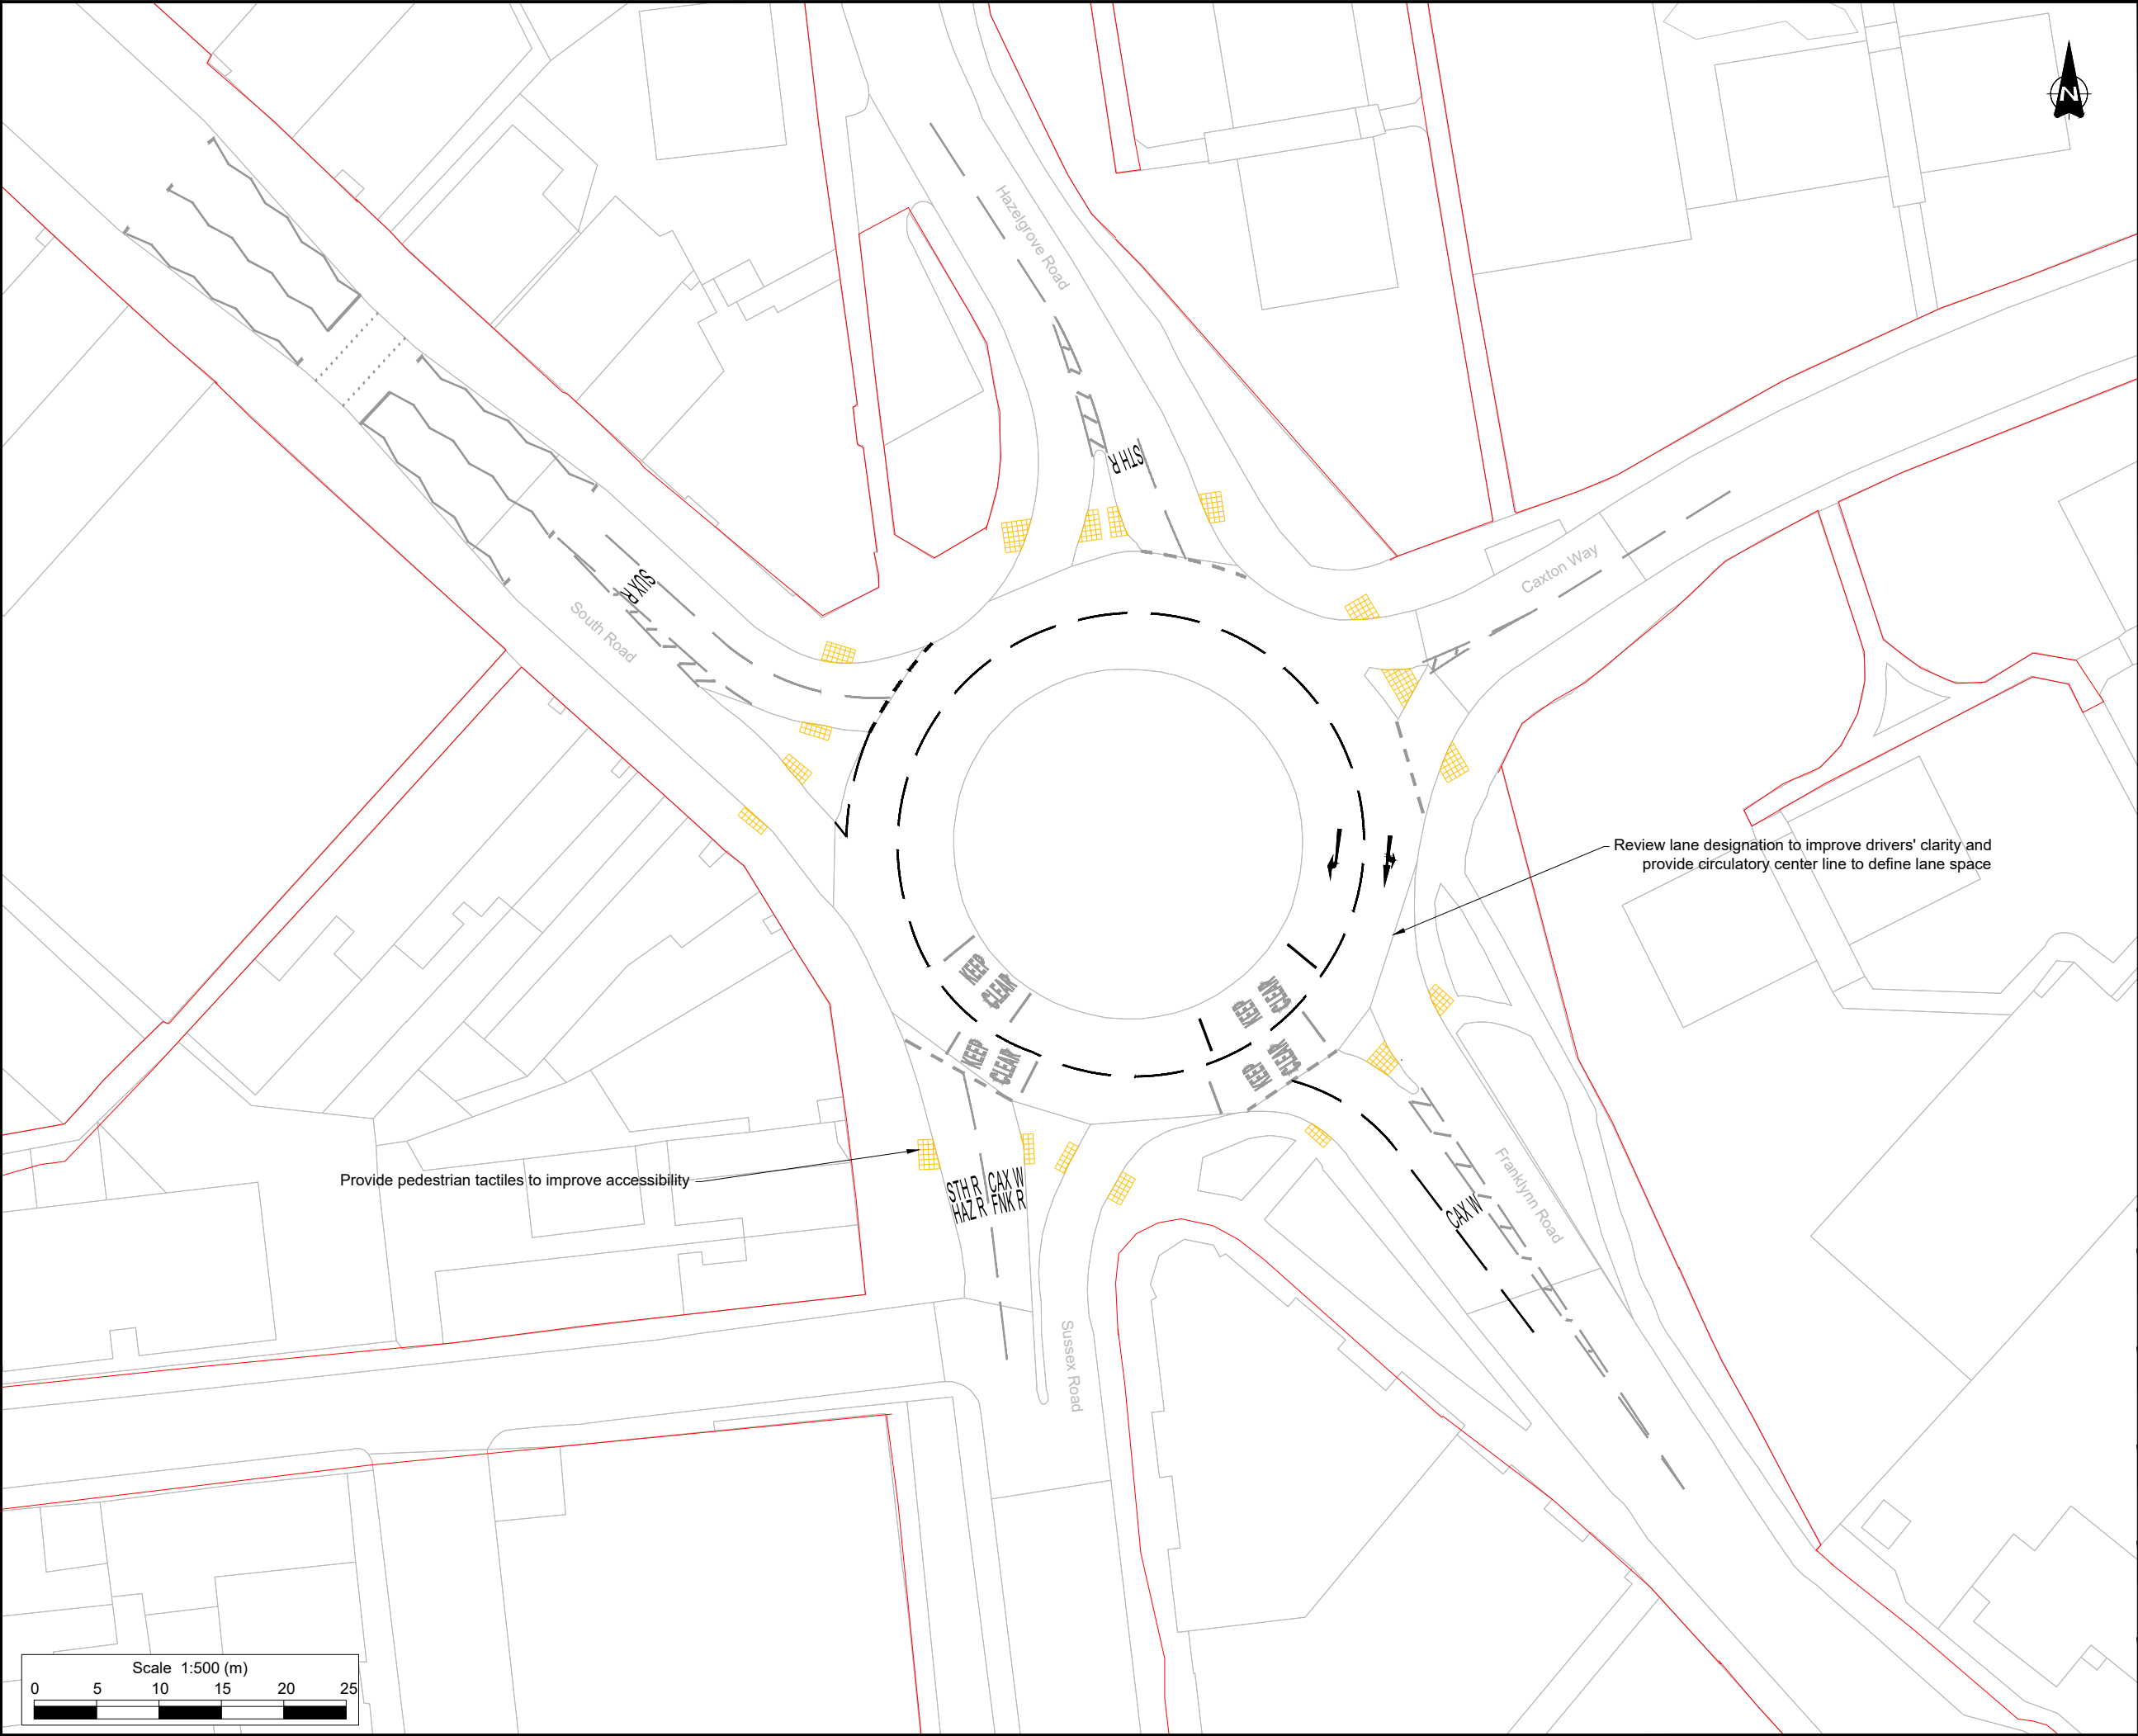 N
Hazelgrove Road
STH R
Caxton Way
SUX R
South Road
Review lane designation to improve drivers' clarity and
provide circulatory center line to define lane space
KEEP
CLEAR
KEEP
CLEAR
KEEP
CLEAR
KEEP
CLEAR
Provide pedestrian tactiles to improve accessibility
STH R CAX W
HAZ R FNK R
CAX W
Franklynn Road
Sussex Road
Scale 1:500 (m)
0 5 10 15 20 25